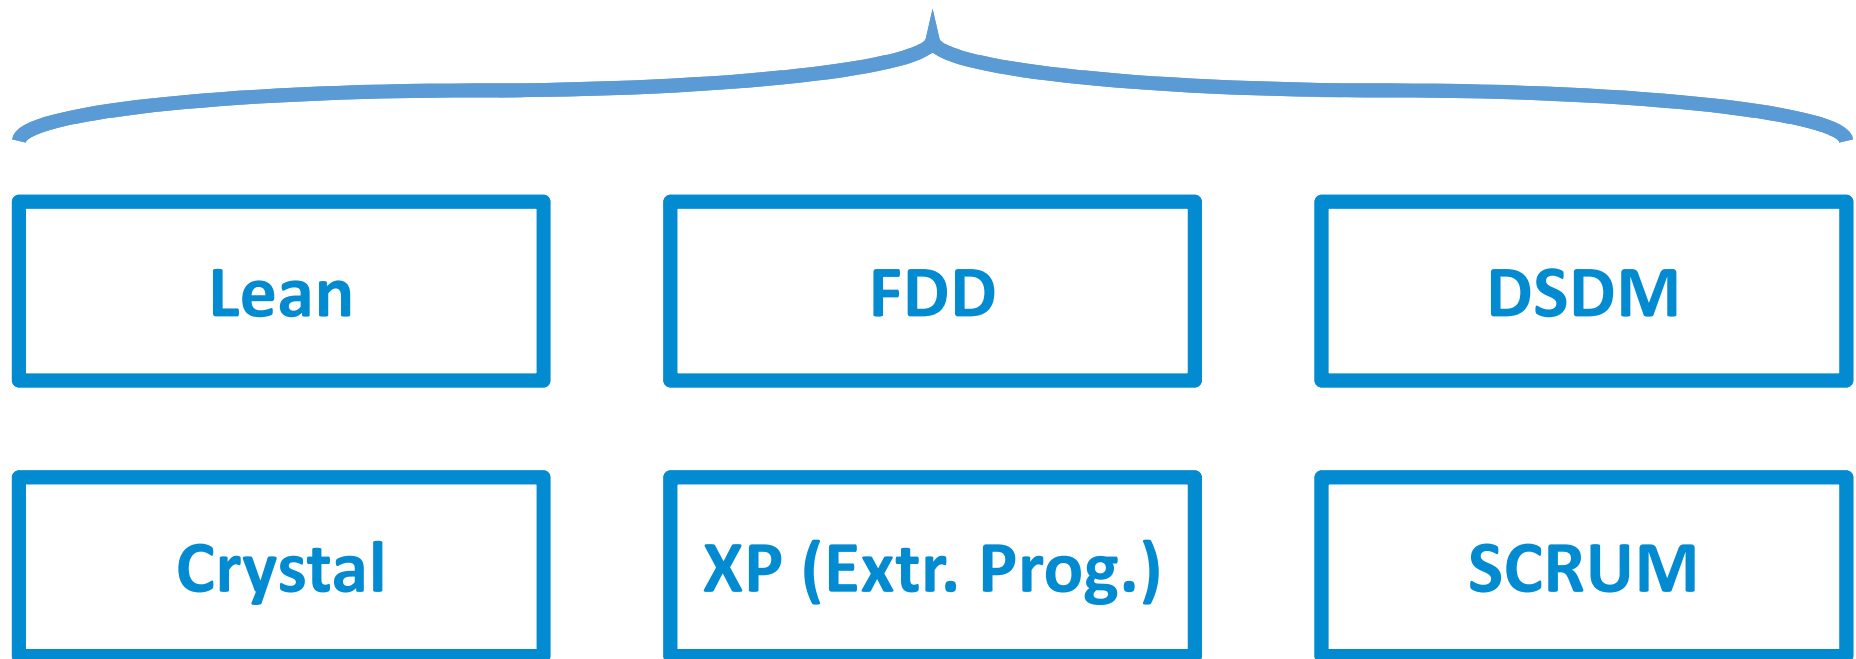 Lean
FDD
DSDM
Crystal
XP (Extr. Prog.)
SCRUM